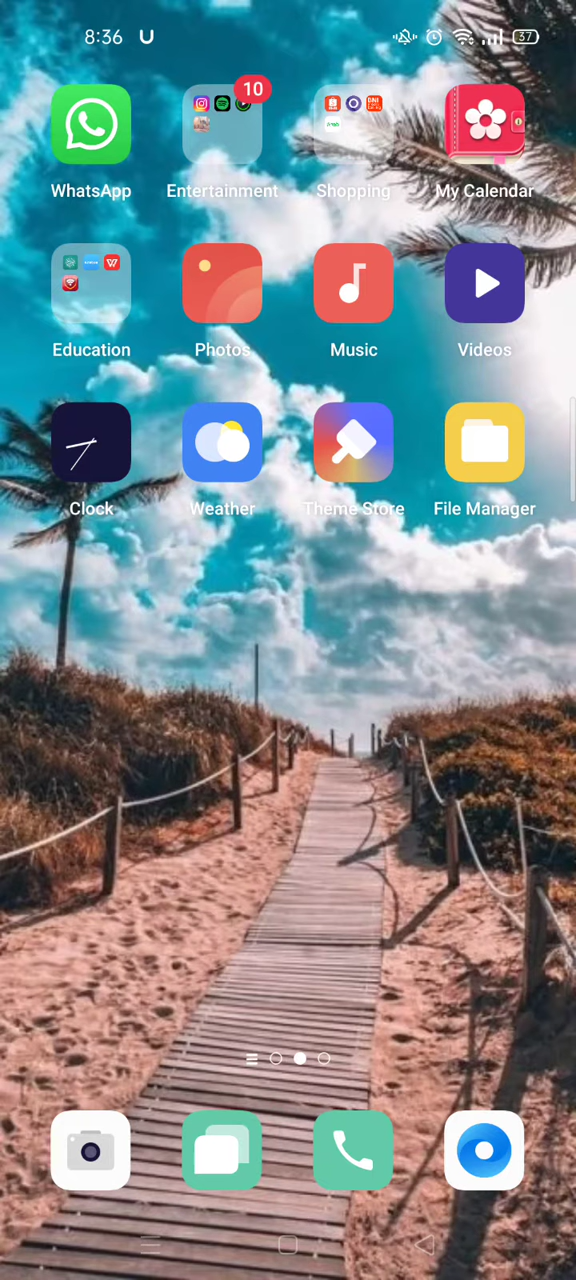 8:36 U 37
10
WhatsApp Entertainment Shopping My Calendar
Education Photos Music Videos
Clock Weather Theme Store File Manager